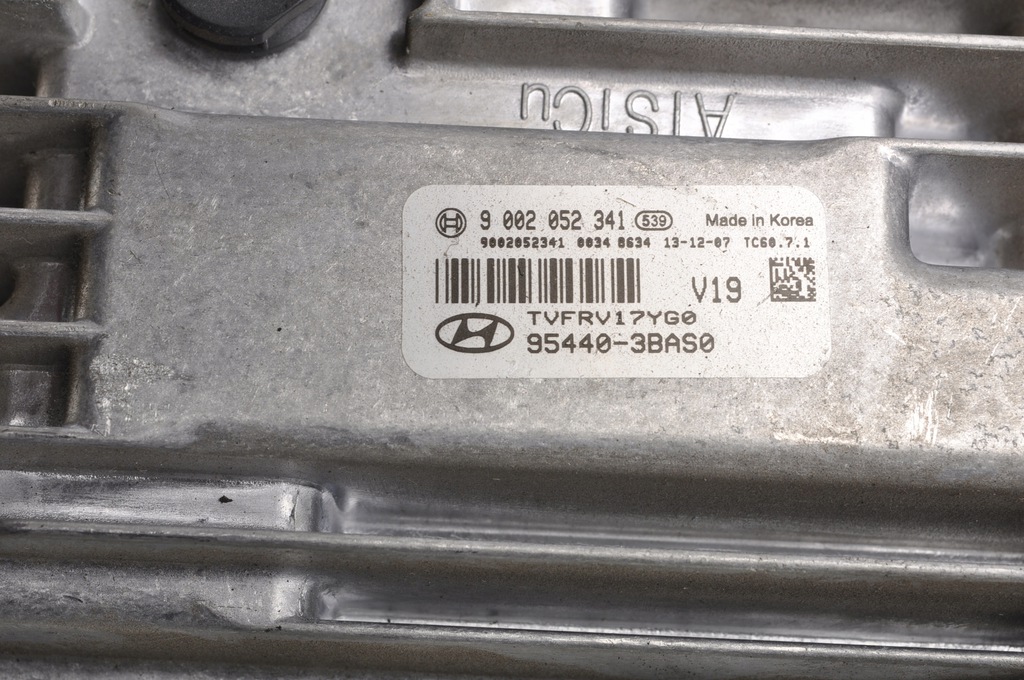 AlSiCu
9 002 052 341 539 Made in Korea
9002052341 0034 8634 13-12-07 TC60.7.1
V19
TVFRV17YG0
95440-3BAS0